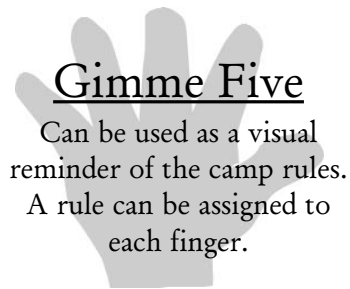 Gimme Five
Can be used as a visual
reminder of the camp rules.
A rule can be assigned to
each finger.